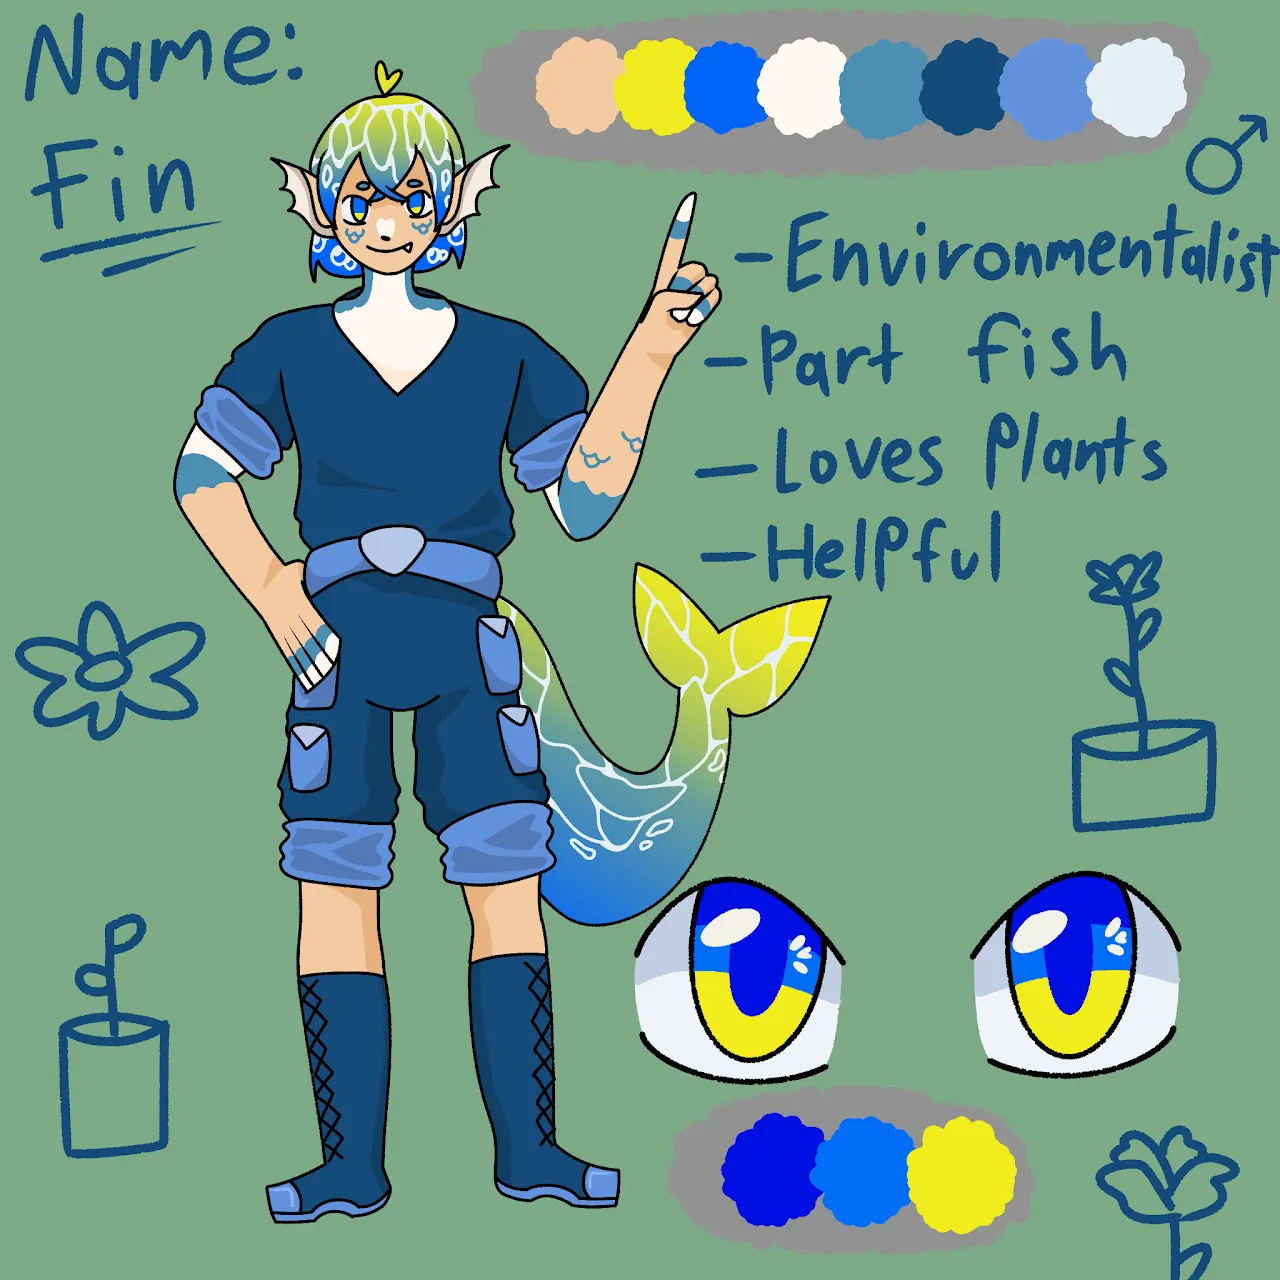 Name:
Fin
- Environmentalist
- Part fish
- Loves Plants
- Helpful